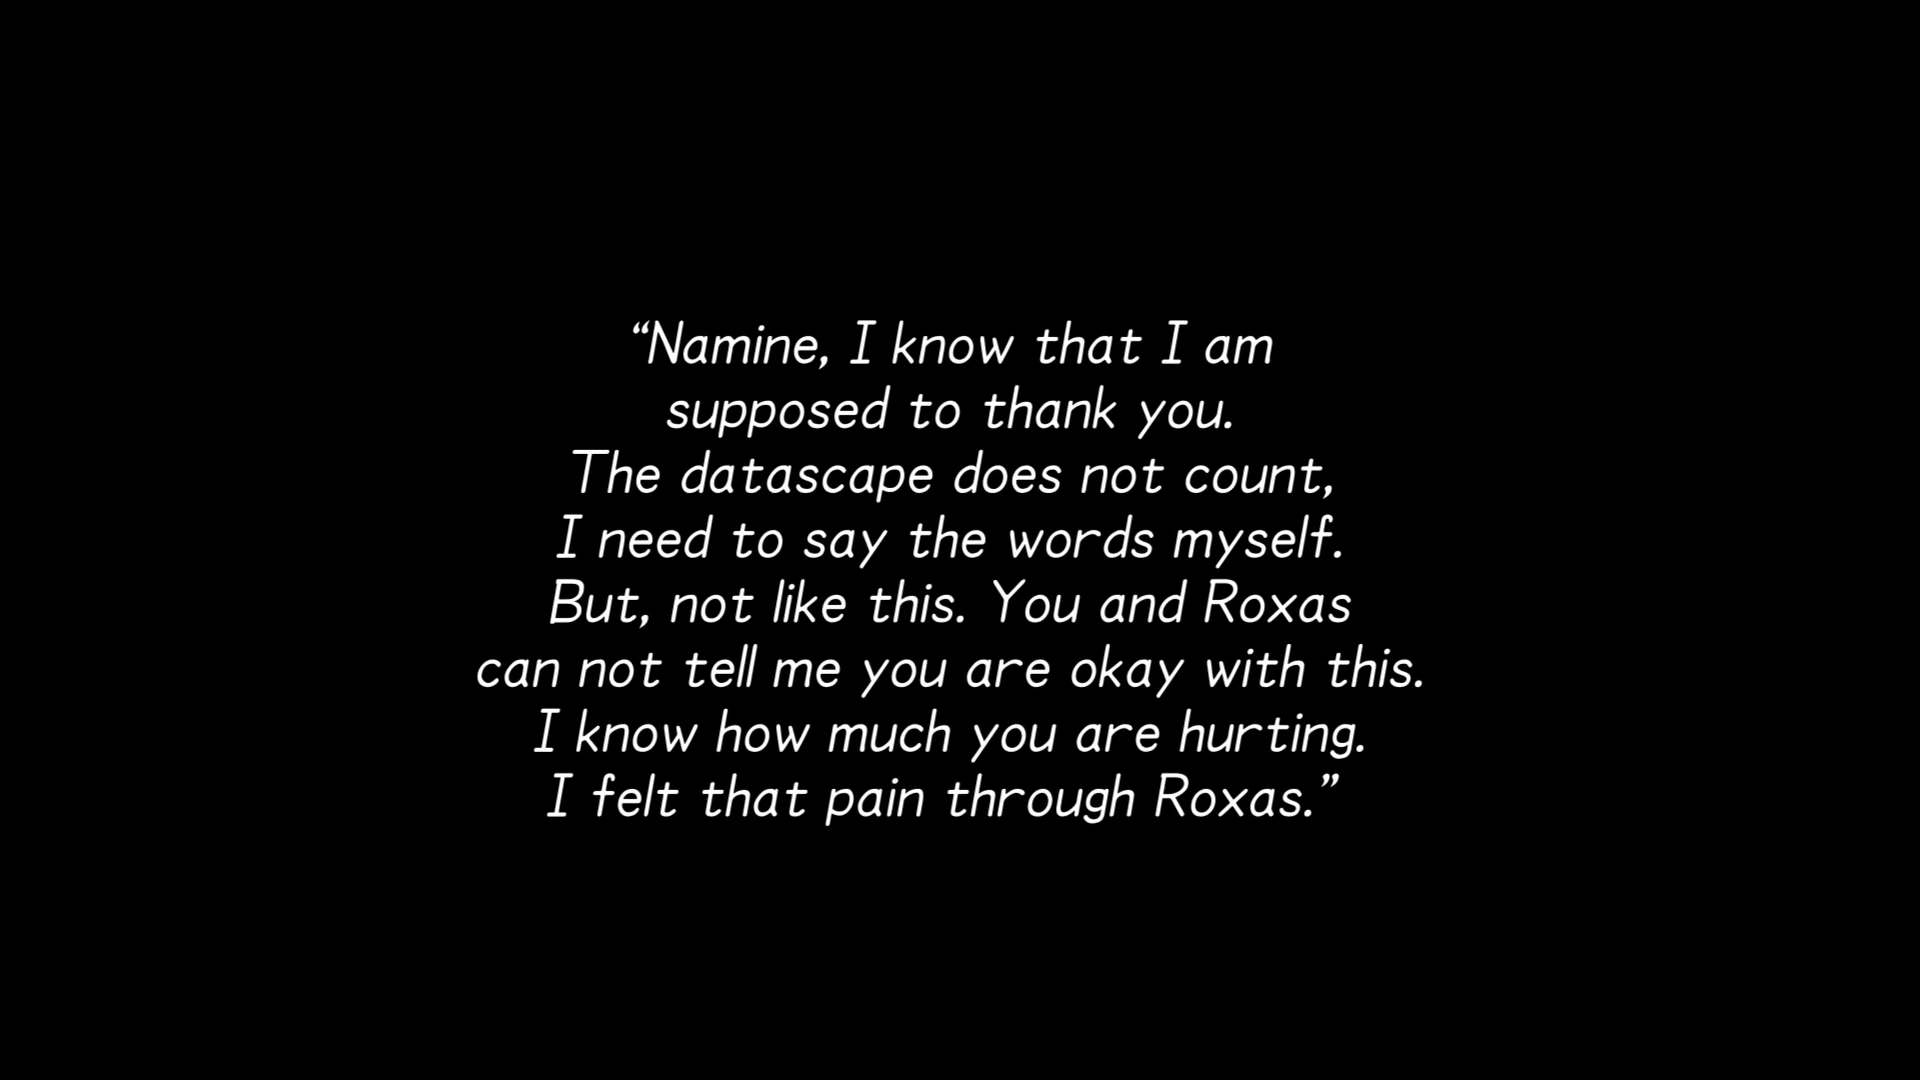 “Namine, I know that I am
supposed to thank you.
The datascape does not count,
I need to say the words myself.
But, not like this. You and Roxas
can not tell me you are okay with this.
I know how much you are hurting.
I felt that pain through Roxas.”